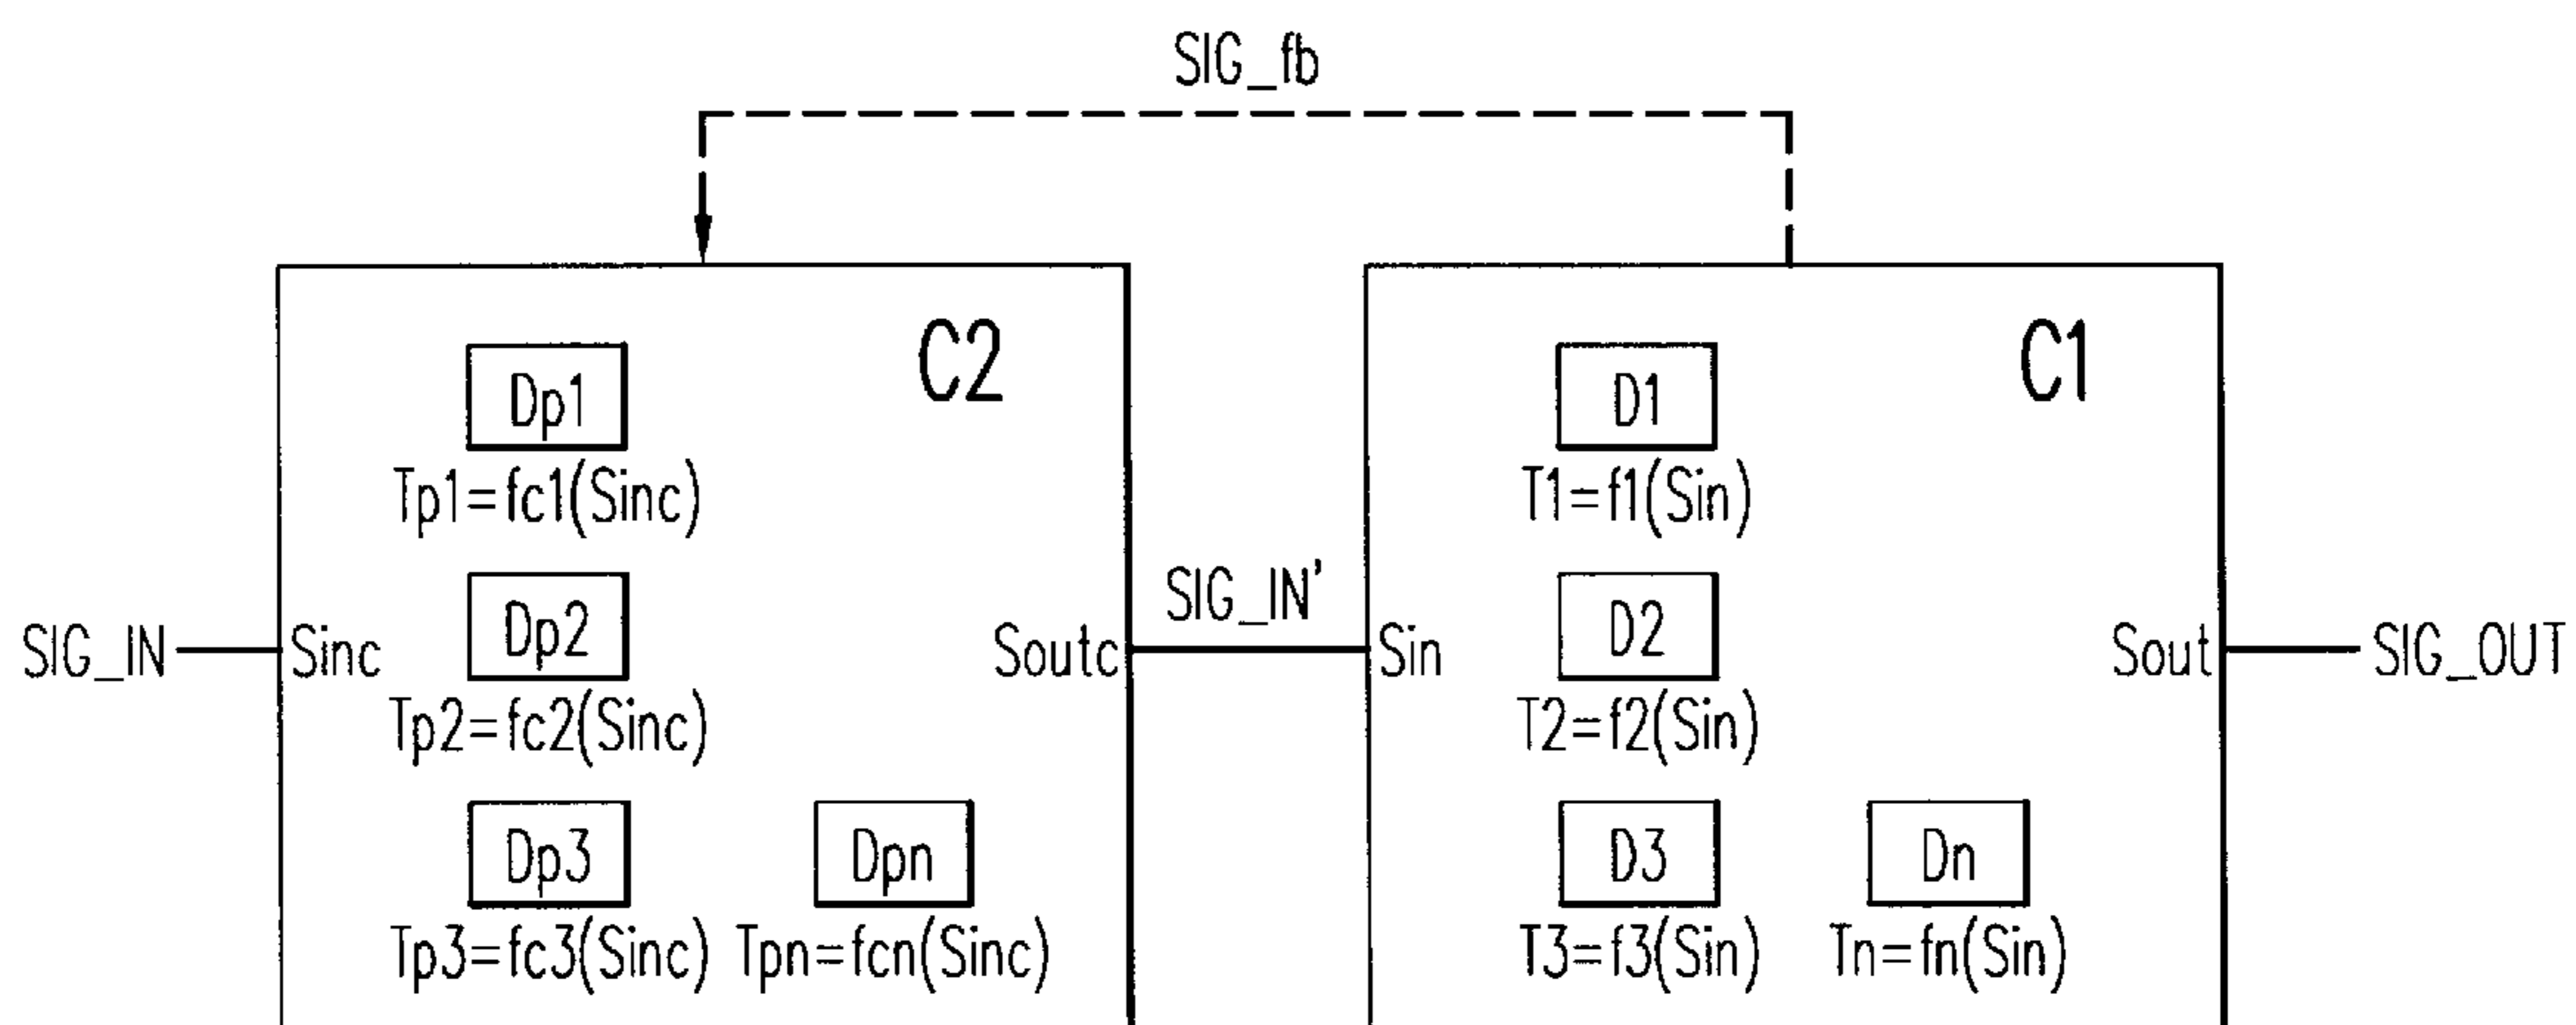 SIG_fb
C2
C1
Dp1
Tp1=fc1(Sinc)
D1
T1=f1(Sin)
SIG_IN
Sinc
Dp2
Tp2=fc2(Sinc)
Soutc
SIG_IN'
Sin
D2
T2=f2(Sin)
Sout
SIG_OUT
Dp3
Tp3=fc3(Sinc)
Dpn
Tpn=fcn(Sinc)
D3
T3=f3(Sin)
Dn
Tn=fn(Sin)